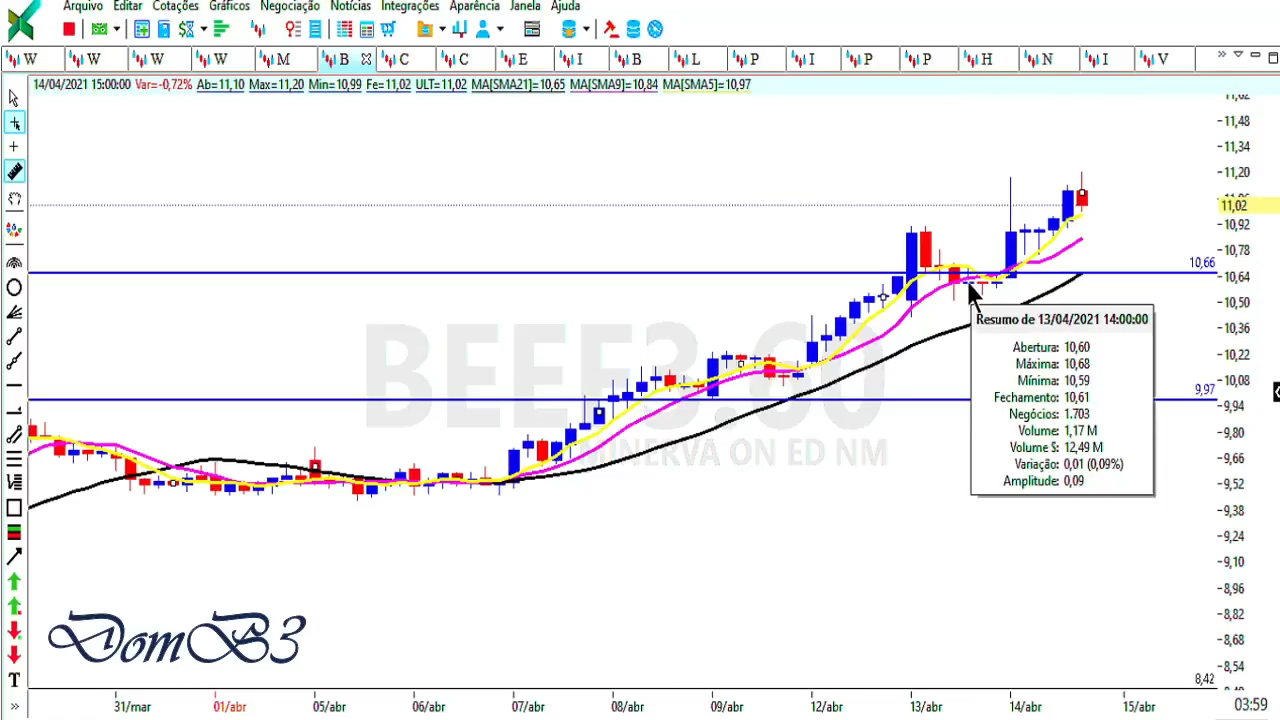 Arquivo Editar Cotações Gráficos Negociação Notícias Integrações Aparência Janela Ajuda
W W W W M B C C E I B L P I P P H N I V
14/04/2021 15:00:00 Var=-0,72% Ab=11,10 Max=11,20 Min=10,99 Fe=11,02 ULT=11,02 MA[SMA21]=10,65 MA[SMA9]=10,84 MA[SMA5]=10,97
11,62
11,48
11,34
11,20
11,02
10,92
10,78
10,66
10,64
10,50
10,36
10,22
10,08
9,97
9,94
9,80
9,66
9,52
9,38
9,24
9,10
8,96
8,82
8,68
8,54
8,42
BEEF3.60
MINERVA ON ED NM
Resumo de 13/04/2021 14:00:00
Abertura: 10,60
Máxima: 10,68
Mínima: 10,59
Fechamento: 10,61
Negócios: 1.703
Volume: 1,17 M
Volume $: 12,49 M
Variação: 0,01 (0,09%)
Amplitude: 0,09
DomB3
T
31/mar 01/abr 05/abr 06/abr 07/abr 08/abr 09/abr 12/abr 13/abr 14/abr 15/abr
03:59